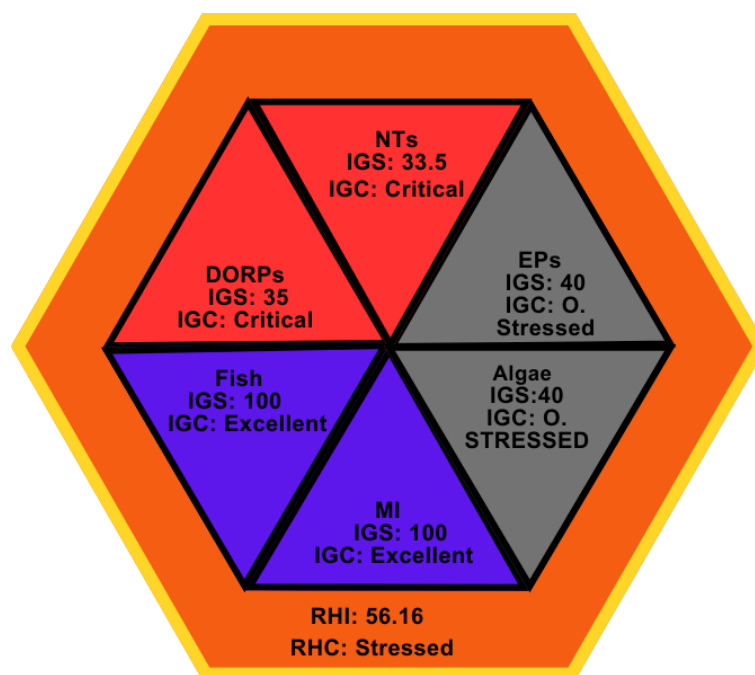 NTs
IGS: 33.5
IGC: Critical
EPs
IGS: 40
IGC: O.
Stressed
DORPs
IGS: 35
IGC: Critical
Fish
IGS: 100
IGC: Excellent
Algae
IGS:40
IGC: O.
STRESSED
MI
IGS: 100
IGC: Excellent
RHI: 56.16
RHC: Stressed